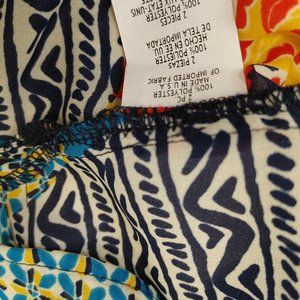 2 PC
100% POLYESTER
MADE IN U S A
OF IMPORTED FABRIC
2 PIEZAS
100% POLYESTER
HECHO EN EE UU
DE TELA IMPORTADA
2 PIECES
100% POLYESTER